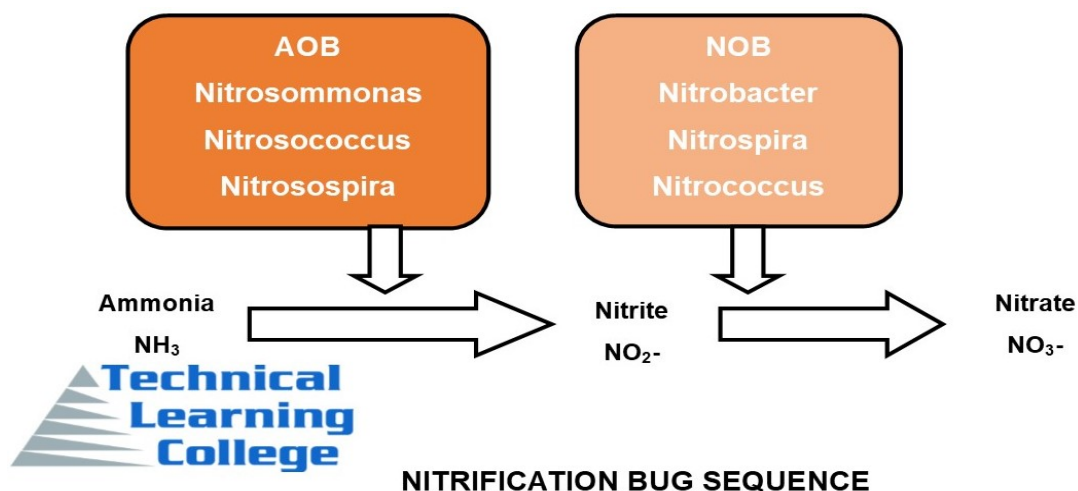 AOB
Nitrosommonas
Nitrosococcus
Nitrosospira
NOB
Nitrobacter
Nitrospira
Nitrococcus
Ammonia
NH₃
Nitrite
NO₂-
Nitrate
NO₃-
Technical
Learning
College
NITRIFICATION BUG SEQUENCE